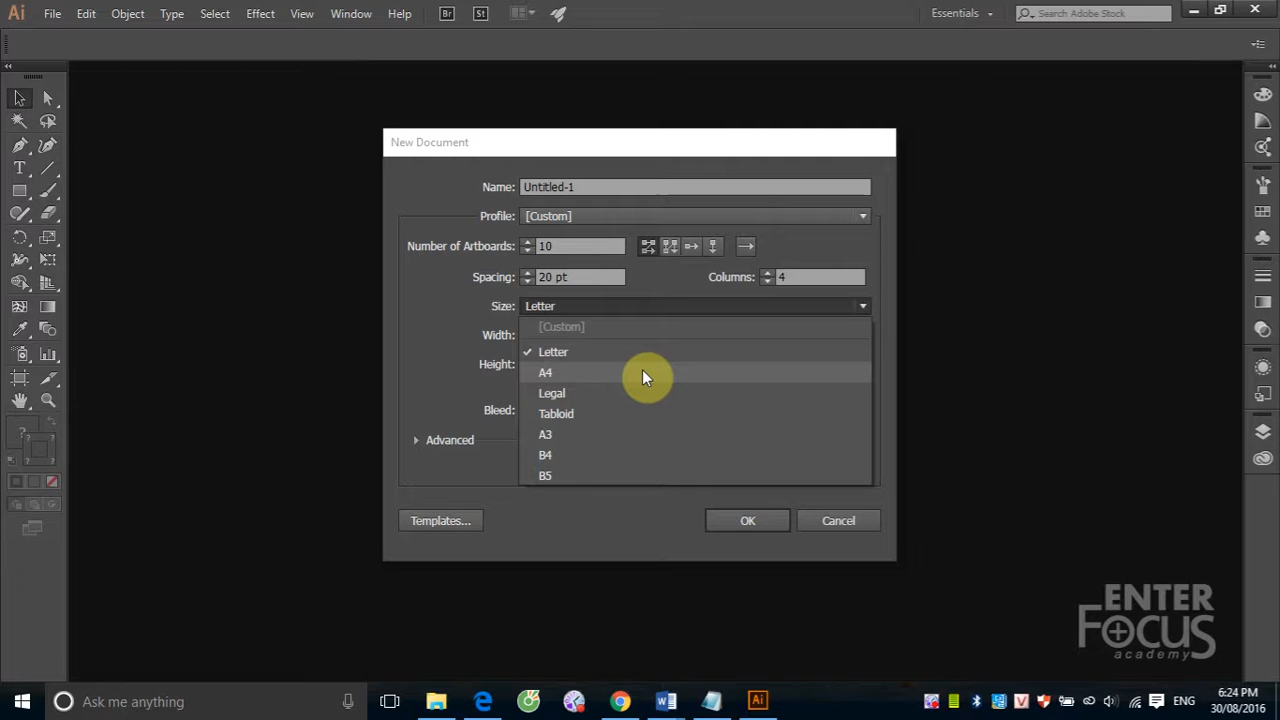 Ai File Edit Object Type Select Effect View Window Help Br St Essentials Search Adobe Stock
New Document
Name: Untitled-1
Profile: [Custom]
Number of Artboards: 10
Spacing: 20 pt Columns: 4
Size: Letter
[Custom]
Width:
Letter
Height:
A4
Legal
Bleed:
Tabloid
Advanced
A3
B4
B5
Templates... OK Cancel
ENTER
FOCUS
academy
Ask me anything Ai ENG 6:24 PM
30/08/2016